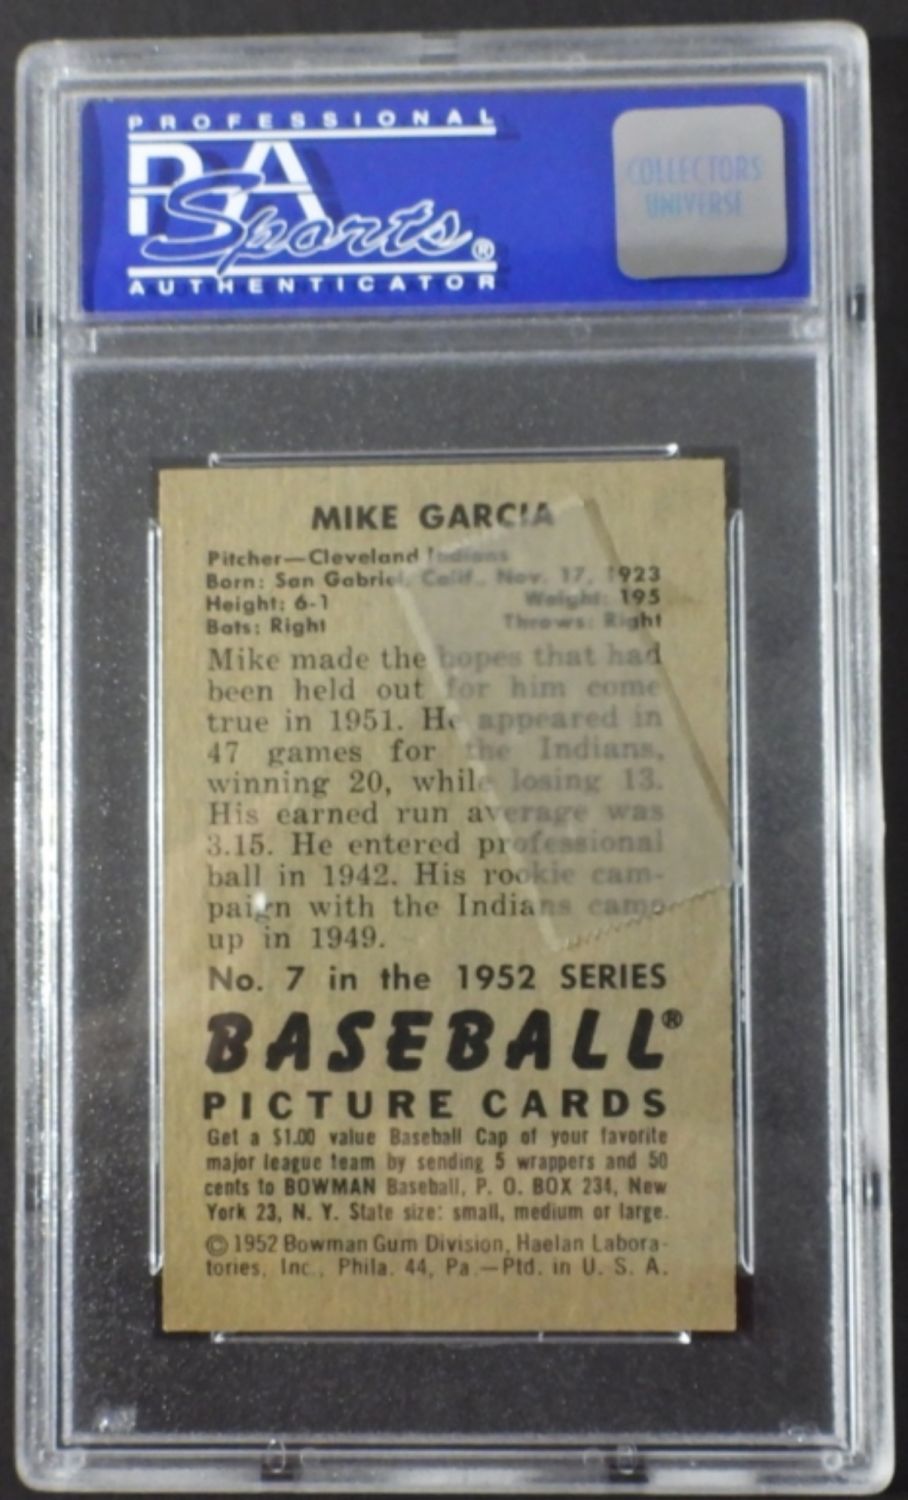 PROFESSIONAL
PSA
Sports®
AUTHENTICATOR
COLLECTORS
UNIVERSE
MIKE GARCIA
Pitcher—Cleveland Indians
Born: San Gabriel, Calif., Nov. 17, 1923
Height: 6-1 Weight: 195
Bats: Right Throws: Right
Mike made the hopes that had
been held out for him come
true in 1951. He appeared in
47 games for the Indians,
winning 20, while losing 13.
His earned run average was
3.15. He entered professional
ball in 1942. His rookie cam-
paign with the Indians came
up in 1949.
No. 7 in the 1952 SERIES
BASEBALL®
PICTURE CARDS
Get a $1.00 value Baseball Cap of your favorite
major league team by sending 5 wrappers and 50
cents to BOWMAN Baseball, P. O. BOX 234, New
York 23, N. Y. State size: small, medium or large.
© 1952 Bowman Gum Division, Haelan Labora-
tories, Inc., Phila. 44, Pa.—Ptd. in U. S. A.